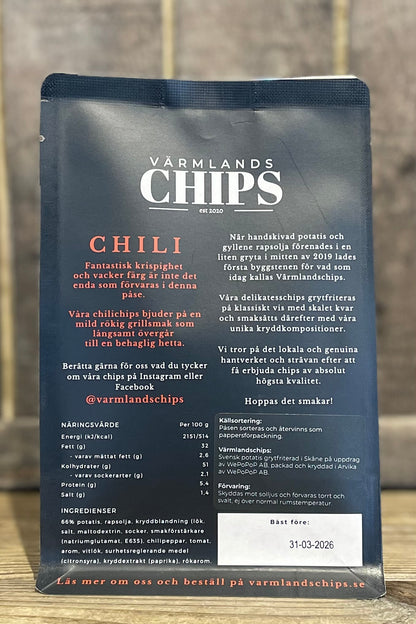 VÄRMLANDS
CHIPS
est 2020
CHILI
Fantastisk krispighet
och vacker färg är inte det
enda som förvaras i denna
påse.
Våra chilichips bjuder på en
mild rökig grillsmak som
långsamt övergår
till en behaglig hetta.
Berätta gärna för oss vad du tycker
om våra chips på Instagram eller
Facebook
@varmlandschips
När handskivad potatis och
gyllene rapsolja förenades i en
liten gryta i mitten av 2019 lades
första byggstenen för vad som
idag kallas Värmlandschips.
Våra delikatesschips grytfriteras
på klassiskt vis med skalet kvar
och smaksätts därefter med våra
unika kryddkompositioner.
Vi tror på det lokala och genuina
hantverket och strävan efter att
få erbjuda chips av absolut
högsta kvalitet.
Hoppas det smakar!
NÄRINGSVÄRDE Per 100 g
Energi (kJ/kcal) 2151/514
Fett (g) 32
- varav mättat fett (g) 2.6
Kolhydrater (g) 51
- varav sockerarter (g) 2.1
Protein (g) 5.4
Salt (g) 1.4
INGREDIENSER
66% potatis, rapsolja, kryddblandning (lök,
salt, maltodextrin, socker, smakförstärkare
(natriumglutamat, E635), chilipeppar, tomat,
arom, vitlök, surhetsreglerande medel
(citronsyra), kryddextrakt (paprika), rökarom.
Källsortering:
Påsen sorteras och återvinns som
pappersförpackning.
Värmlandschips:
Svensk potatis grytfriterad i Skåne på uppdrag
av WePoPoP AB, packad och kryddad i Arvika
av WePoPoP AB.
Förvaring:
Skyddas mot solljus och förvaras torrt och
svalt, ej över normal rumstemperatur.
Bäst före:
31-03-2026
Läs mer om oss och beställ på varmlandschips.se